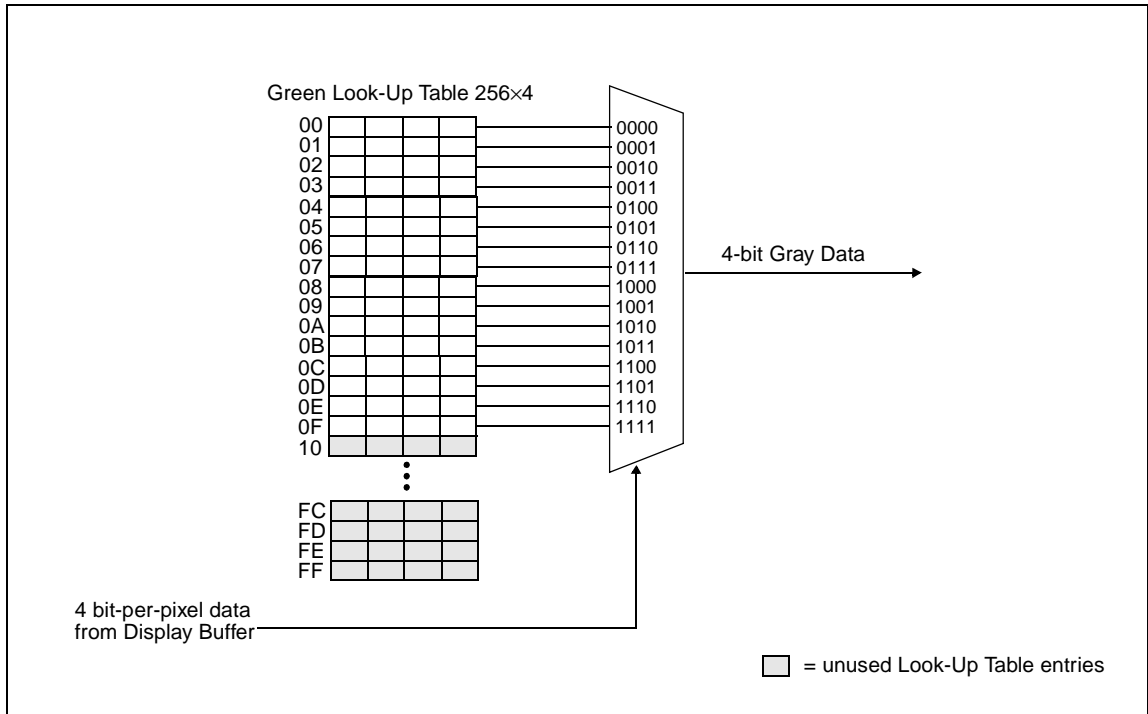 Green Look-Up Table 256×4
00
01
02
03
04
05
06
07
08
09
0A
0B
0C
0D
0E
0F
10
FC
FD
FE
FF
0000
0001
0010
0011
0100
0101
0110
0111
1000
1001
1010
1011
1100
1101
1110
1111
4-bit Gray Data
4 bit-per-pixel data
from Display Buffer
= unused Look-Up Table entries